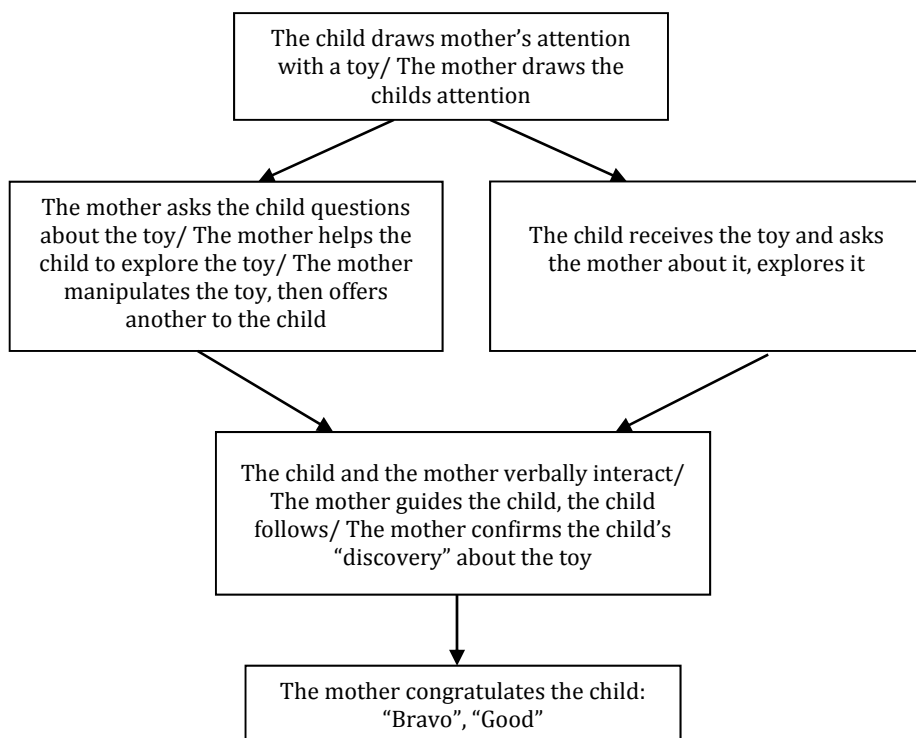 The child draws mother’s attention
with a toy/ The mother draws the
childs attention
The mother asks the child questions
about the toy/ The mother helps the
child to explore the toy/ The mother
manipulates the toy, then offers
another to the child
The child receives the toy and asks
the mother about it, explores it
The child and the mother verbally interact/
The mother guides the child, the child
follows/ The mother confirms the child’s
“discovery” about the toy
The mother congratulates the child:
“Bravo”, “Good”